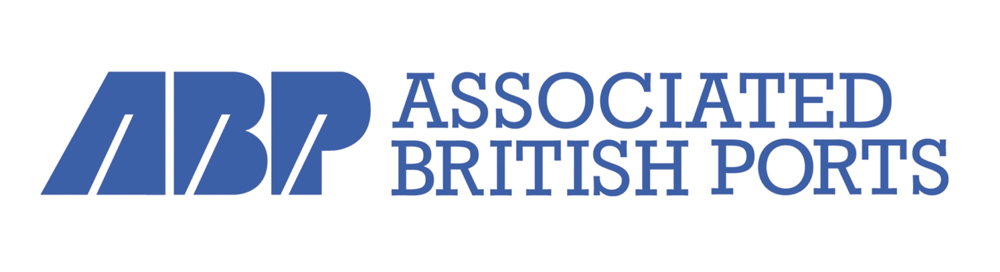 ABP
ASSOCIATED
BRITISH PORTS